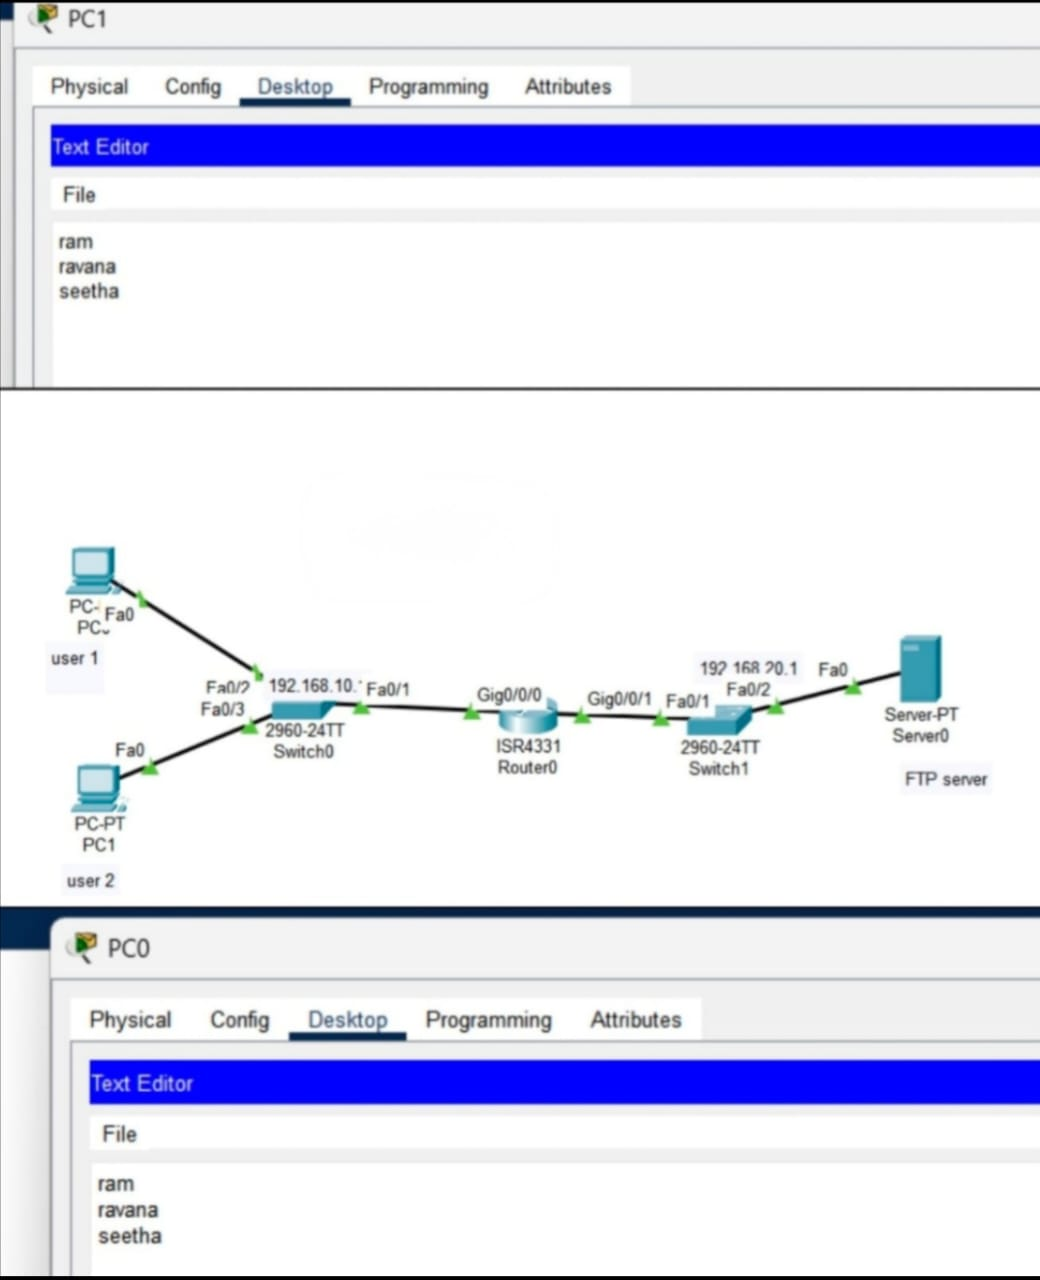 PC1
Physical Config Desktop Programming Attributes
Text Editor
File
ram
ravana
seetha
Fa0
user 1
Fa0/2 192.168.10. Fa0/1
Fa0/3
2960-24TT
Switch0
Gig0/0/0
ISR4331
Router0
Gig0/0/1
Fa0/1
192.168.20.1
Fa0/2
2960-24TT
Switch1
Fa0
Server-PT
Server0
FTP server
Fa0
PC-PT
PC1
user 2
PC0
Physical Config Desktop Programming Attributes
Text Editor
File
ram
ravana
seetha